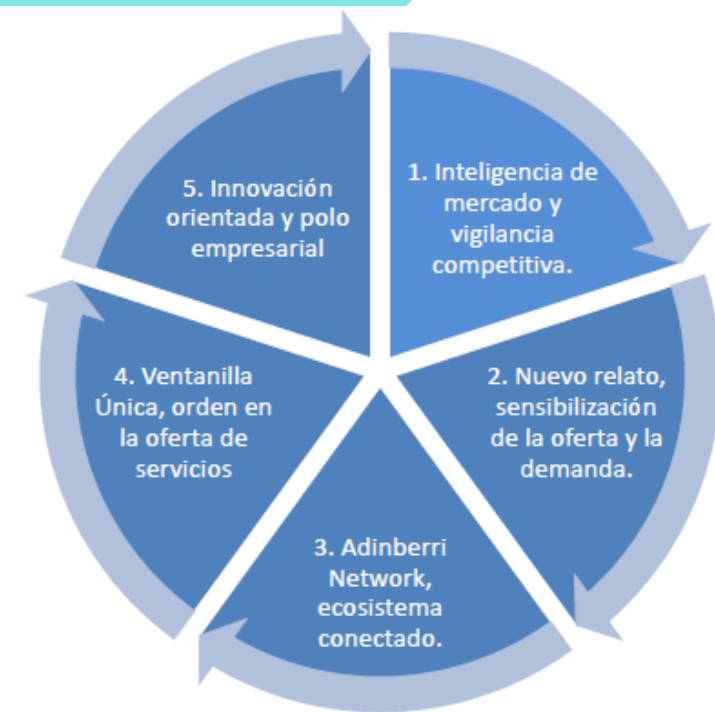 1. Inteligencia de
mercado y
vigilancia
competitiva.
2. Nuevo relato,
sensibilización
de la oferta y la
demanda.
3. Adinberri
Network,
ecosistema
conectado.
4. Ventanilla
Única, orden en
la oferta de
servicios
5. Innovación
orientada y polo
empresarial